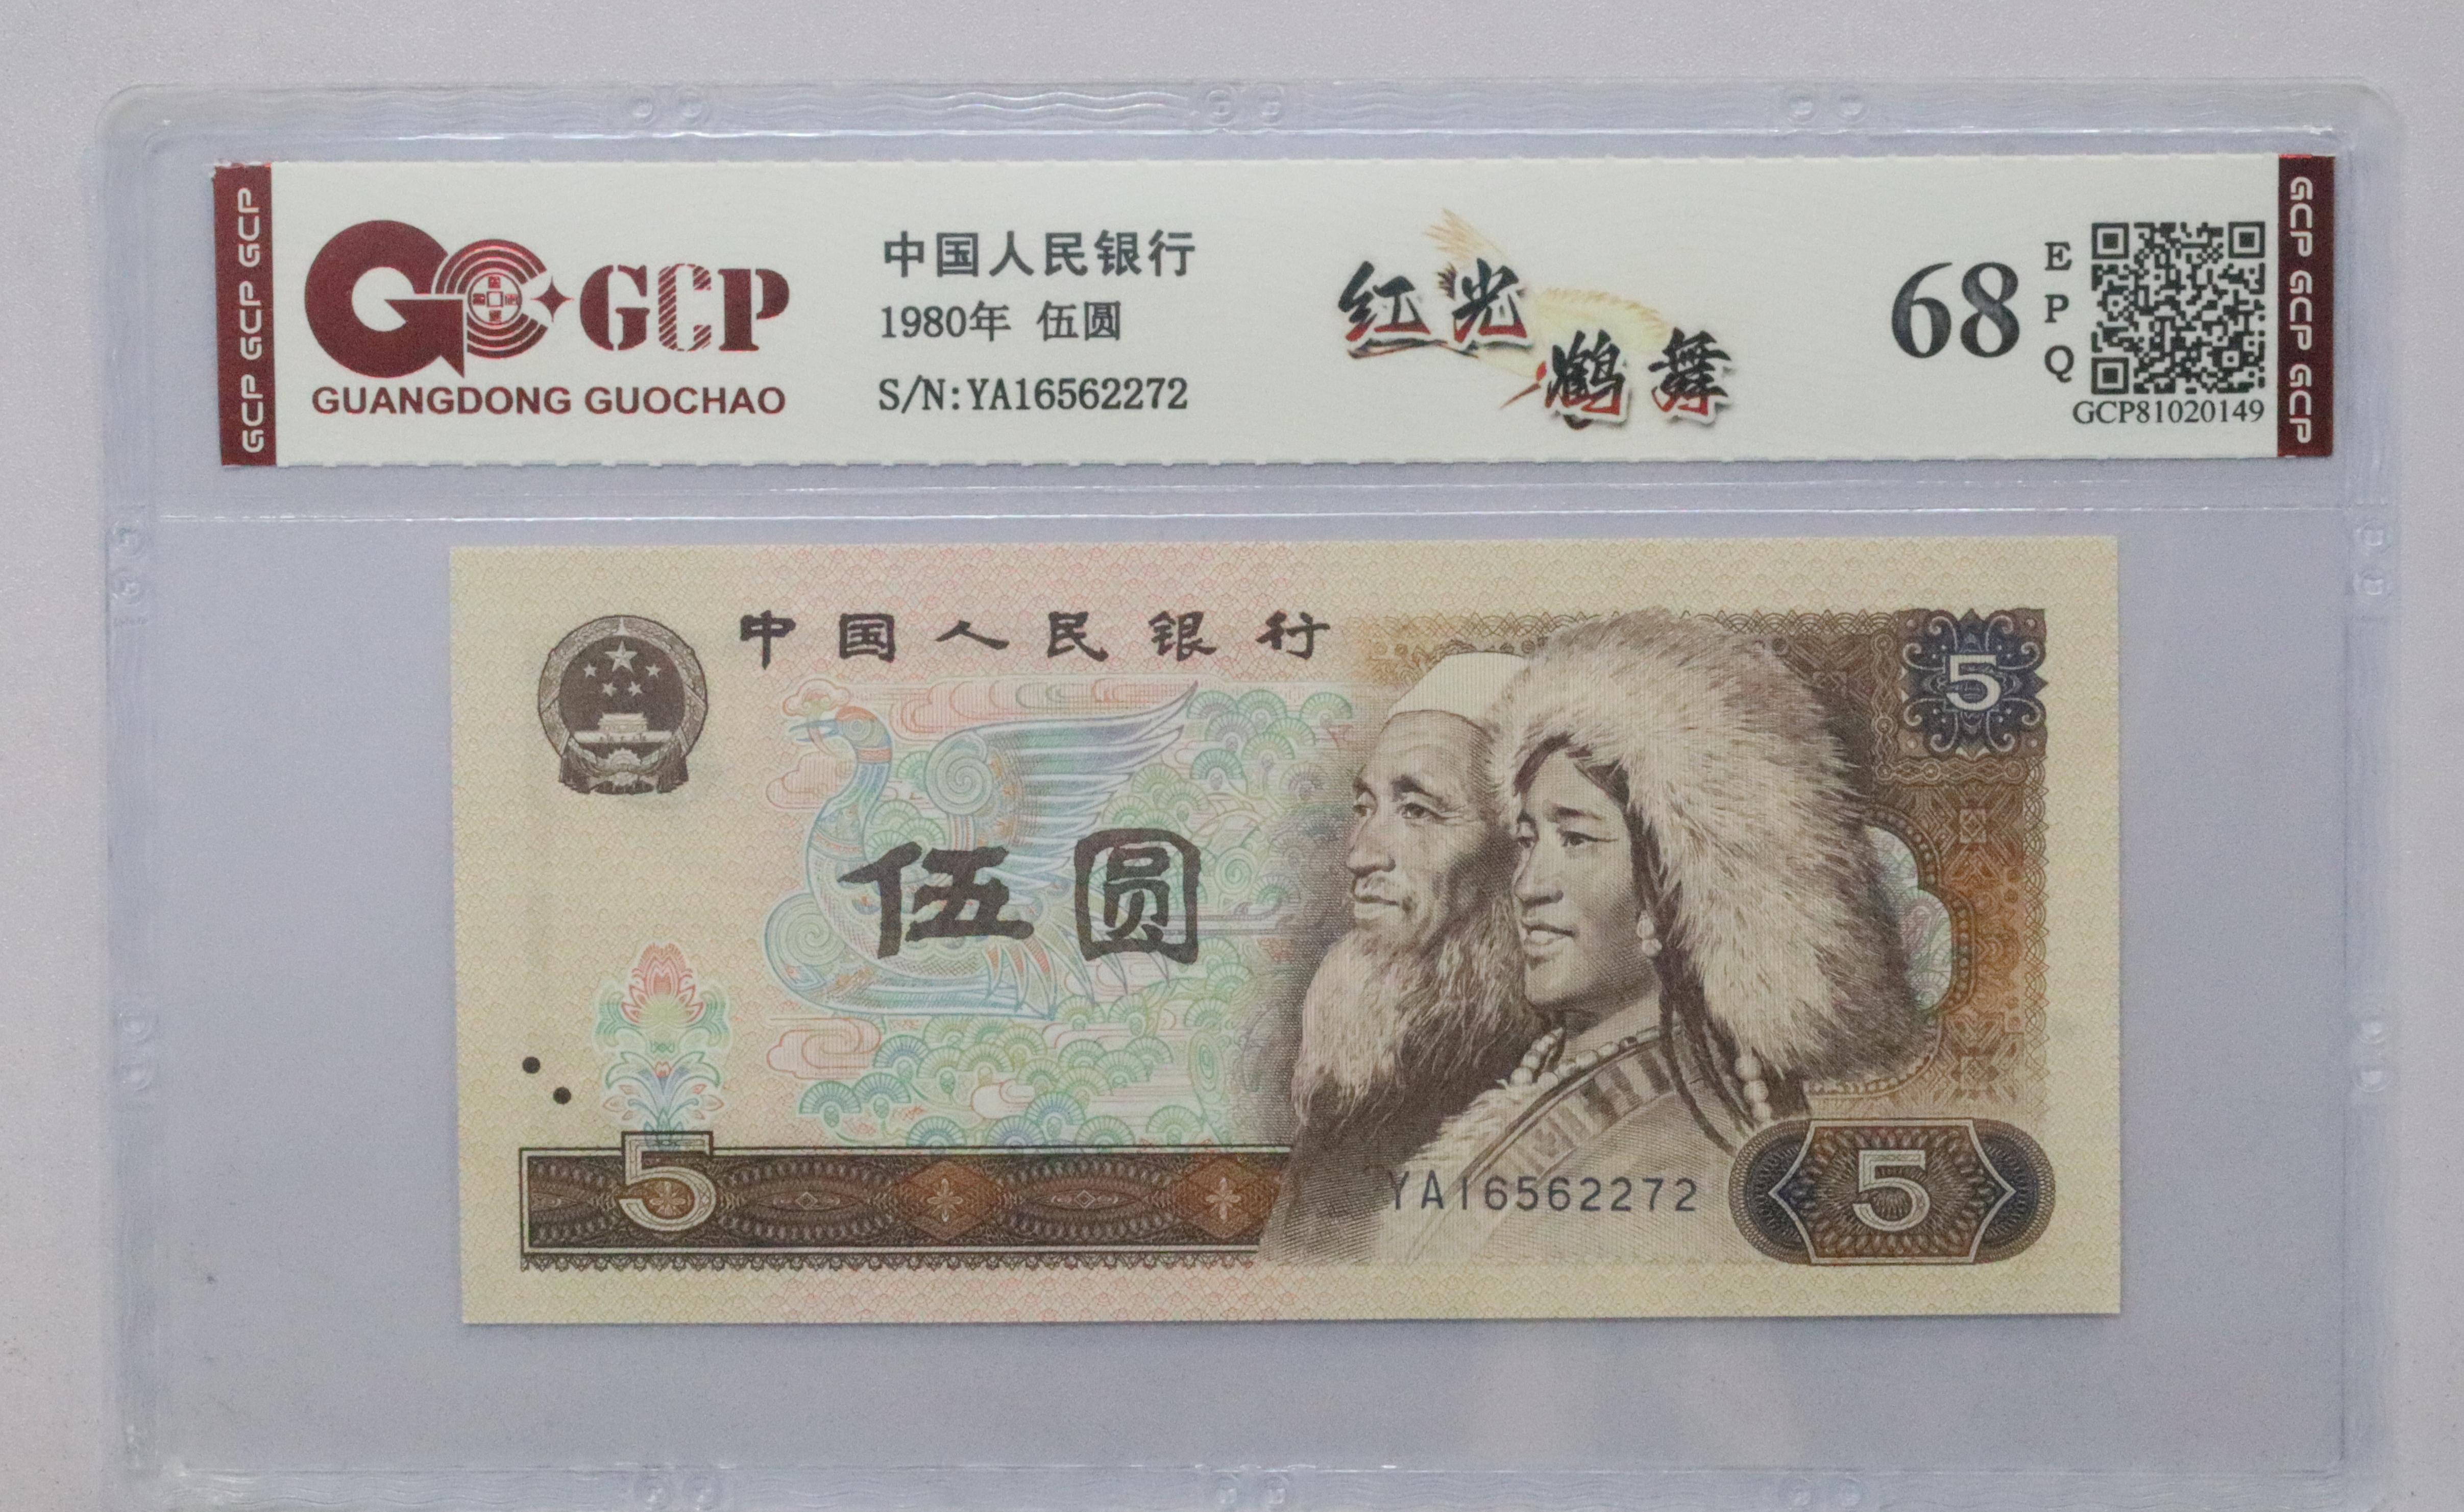 GCP GCP GCP
GCP
GUANGDONG GUOCHAO
中国人民银行
1980年 伍圆
S/N:YA16562272
红光
鹤舞
68
EPQ
GCP81020149
GCP GCP GCP
中国人民银行
5
伍圆
5
YA16562272
5